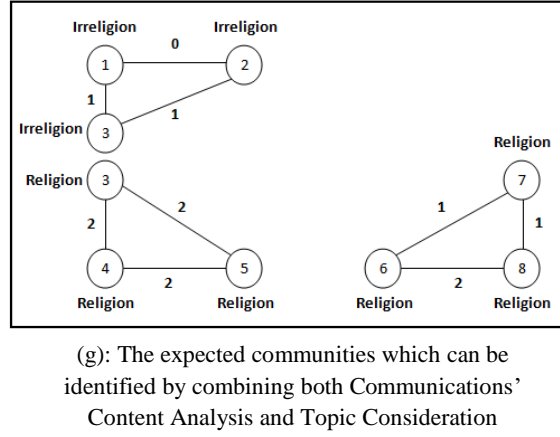 Irreligion Irreligion
0
1 2
1 1
Irreligion 3
Religion 3
Religion
7
2 2
1 1
4 5
6 8
2
2
Religion Religion
Religion
(g): The expected communities which can be
identified by combining both Communications’
Content Analysis and Topic Consideration